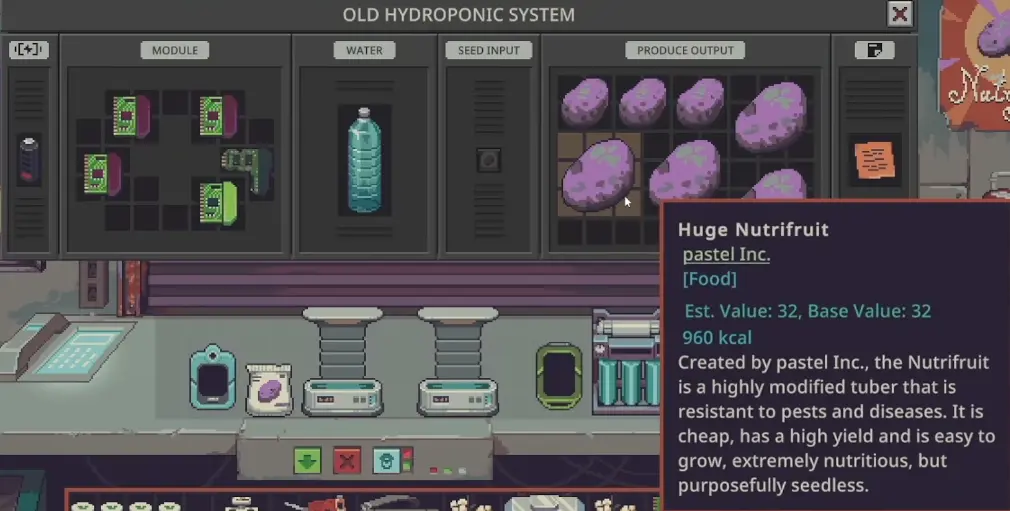 OLD HYDROPONIC SYSTEM
MODULE
WATER
SEED INPUT
PRODUCE OUTPUT
Huge Nutrifruit
pastel Inc.
[Food]
Est. Value: 32, Base Value: 32
960 kcal
Created by pastel Inc., the Nutrifruit
is a highly modified tuber that is
resistant to pests and diseases. It is
cheap, has a high yield and is easy to
grow, extremely nutritious, but
purposefully seedless.